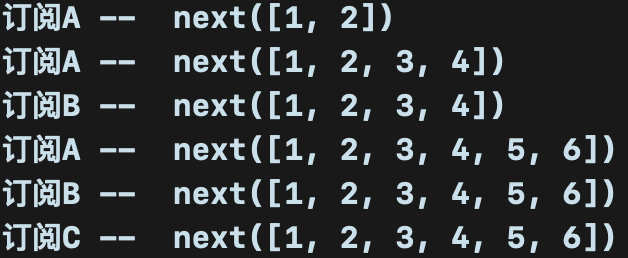 订阅A --  next([1, 2])
订阅A --  next([1, 2, 3, 4])
订阅B --  next([1, 2, 3, 4])
订阅A --  next([1, 2, 3, 4, 5, 6])
订阅B --  next([1, 2, 3, 4, 5, 6])
订阅C --  next([1, 2, 3, 4, 5, 6])